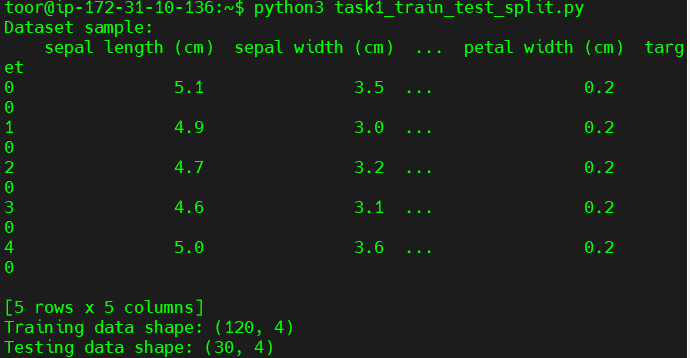 toor@ip-172-31-10-136:~$ python3 task1_train_test_split.py
Dataset sample:
    sepal length (cm)  sepal width (cm)  ...  petal width (cm)  targ
et
0                5.1               3.5  ...               0.2
0
1                4.9               3.0  ...               0.2
0
2                4.7               3.2  ...               0.2
0
3                4.6               3.1  ...               0.2
0
4                5.0               3.6  ...               0.2
0

[5 rows x 5 columns]
Training data shape: (120, 4)
Testing data shape: (30, 4)